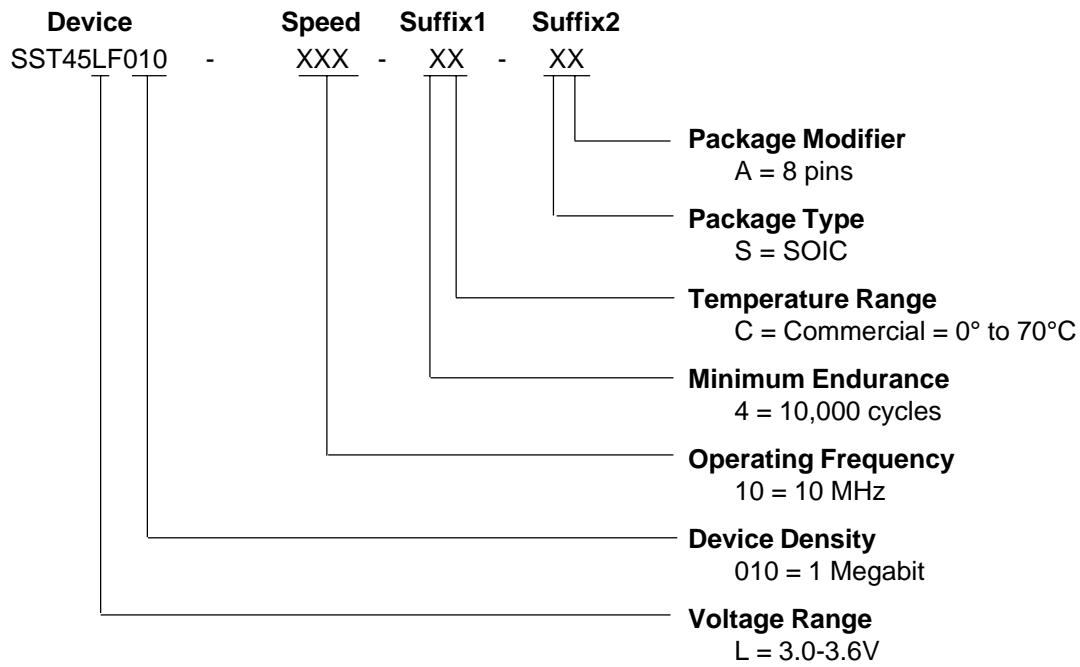 Device Speed Suffix1 Suffix2
SST45LF010 - XXX - XX - XX
Package Modifier
A = 8 pins
Package Type
S = SOIC
Temperature Range
C = Commercial = 0° to 70°C
Minimum Endurance
4 = 10,000 cycles
Operating Frequency
10 = 10 MHz
Device Density
010 = 1 Megabit
Voltage Range
L = 3.0-3.6V